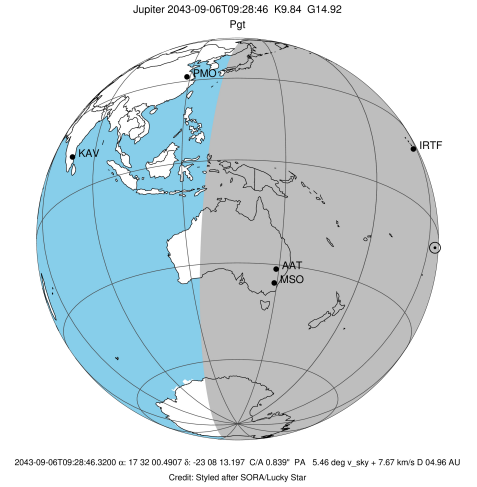 Jupiter 2043-09-06T09:28:46  K9.84  G14.92
Pgt
PMO
KAV
IRTF
AAT
MSO
2043-09-06T09:28:46.3200 α: 17 32 00.4907 δ: -23 08 13.197  C/A 0.839"  PA   5.46 deg v_sky + 7.67 km/s D 04.96 AU
Credit: Styled after SORA/Lucky Star